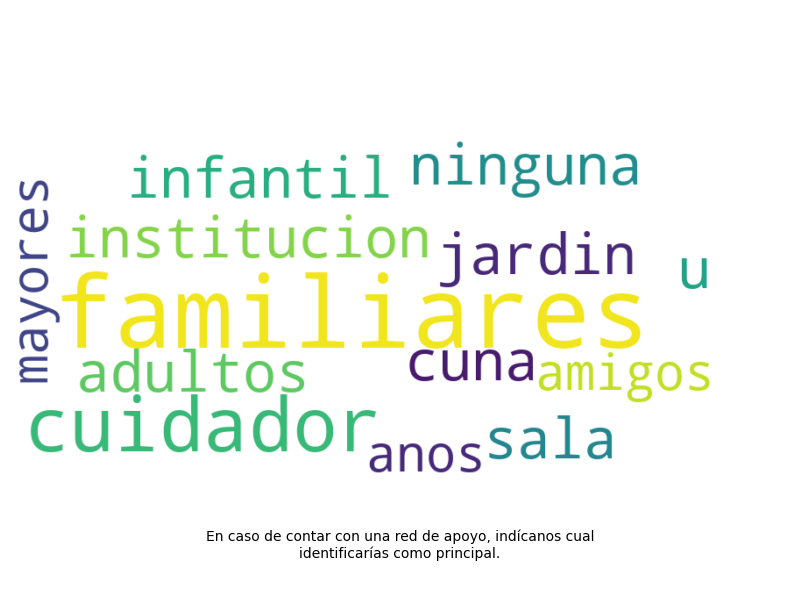 infantil ninguna
mayores
institucion
jardin u
familiares
adultos cuna amigos
cuidador anos sala
En caso de contar con una red de apoyo, indícanos cual
identificarías como principal.